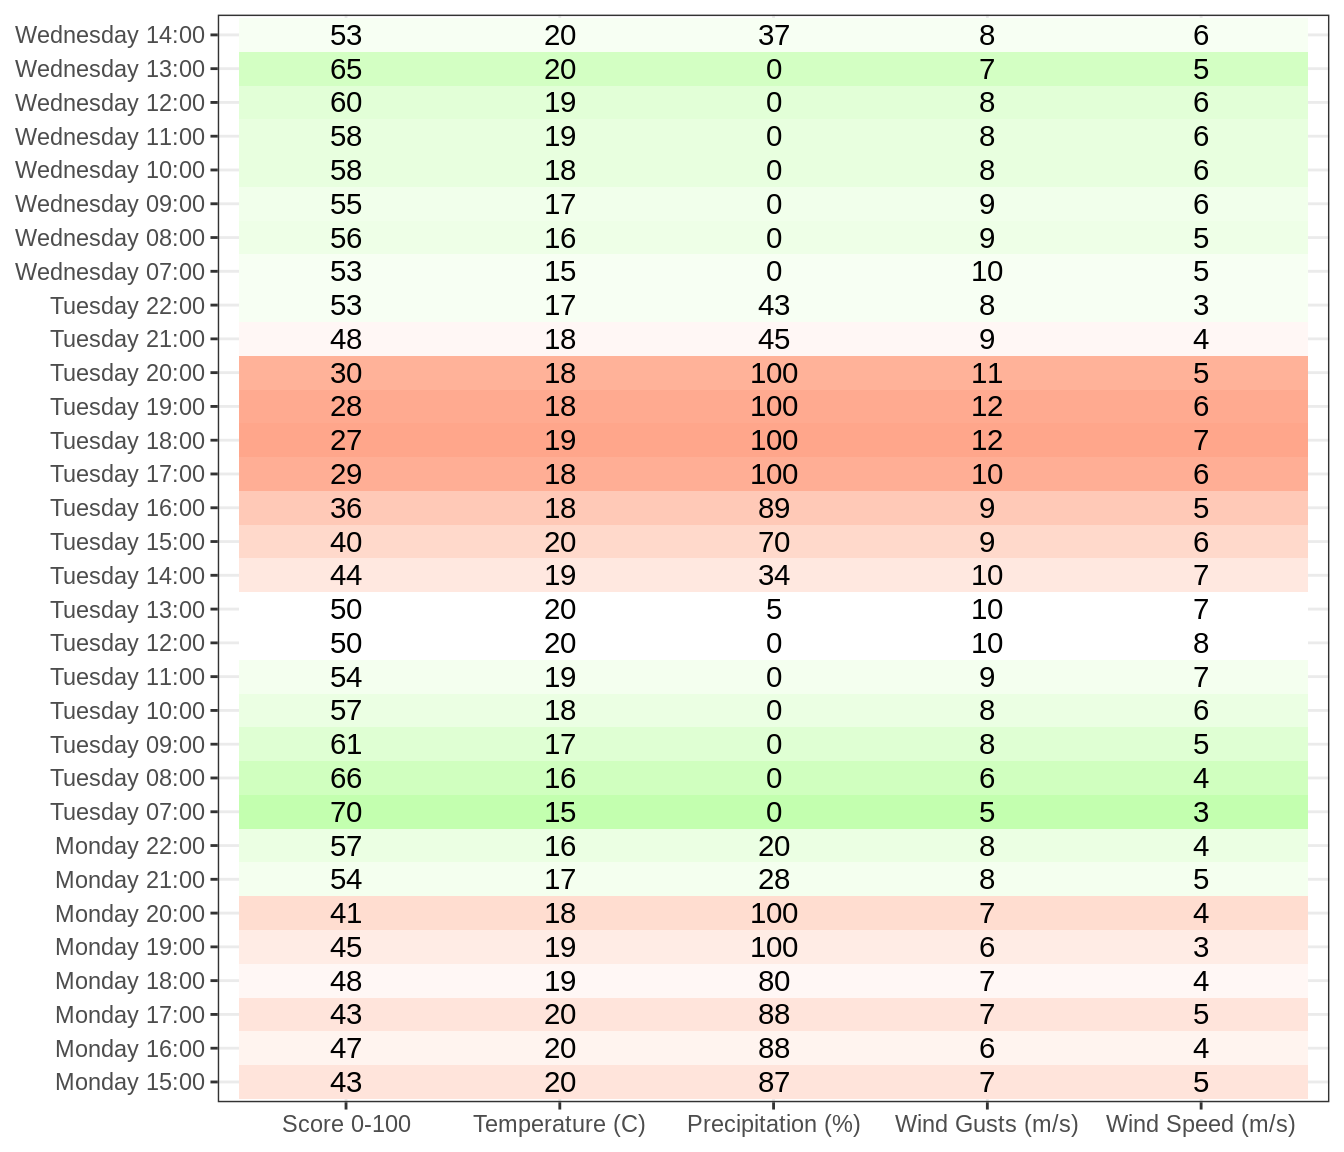 Wednesday 14:00 53 20 37 8 6
Wednesday 13:00 65 20 0 7 5
Wednesday 12:00 60 19 0 8 6
Wednesday 11:00 58 19 0 8 6
Wednesday 10:00 58 18 0 8 6
Wednesday 09:00 55 17 0 9 6
Wednesday 08:00 56 16 0 9 5
Wednesday 07:00 53 15 0 10 5
Tuesday 22:00 53 17 43 8 3
Tuesday 21:00 48 18 45 9 4
Tuesday 20:00 30 18 100 11 5
Tuesday 19:00 28 18 100 12 6
Tuesday 18:00 27 19 100 12 7
Tuesday 17:00 29 18 100 10 6
Tuesday 16:00 36 18 89 9 5
Tuesday 15:00 40 20 70 9 6
Tuesday 14:00 44 19 34 10 7
Tuesday 13:00 50 20 5 10 7
Tuesday 12:00 50 20 0 10 8
Tuesday 11:00 54 19 0 9 7
Tuesday 10:00 57 18 0 8 6
Tuesday 09:00 61 17 0 8 5
Tuesday 08:00 66 16 0 6 4
Tuesday 07:00 70 15 0 5 3
Monday 22:00 57 16 20 8 4
Monday 21:00 54 17 28 8 5
Monday 20:00 41 18 100 7 4
Monday 19:00 45 19 100 6 3
Monday 18:00 48 19 80 7 4
Monday 17:00 43 20 88 7 5
Monday 16:00 47 20 88 6 4
Monday 15:00 43 20 87 7 5
Score 0-100 Temperature (C) Precipitation (%) Wind Gusts (m/s) Wind Speed (m/s)